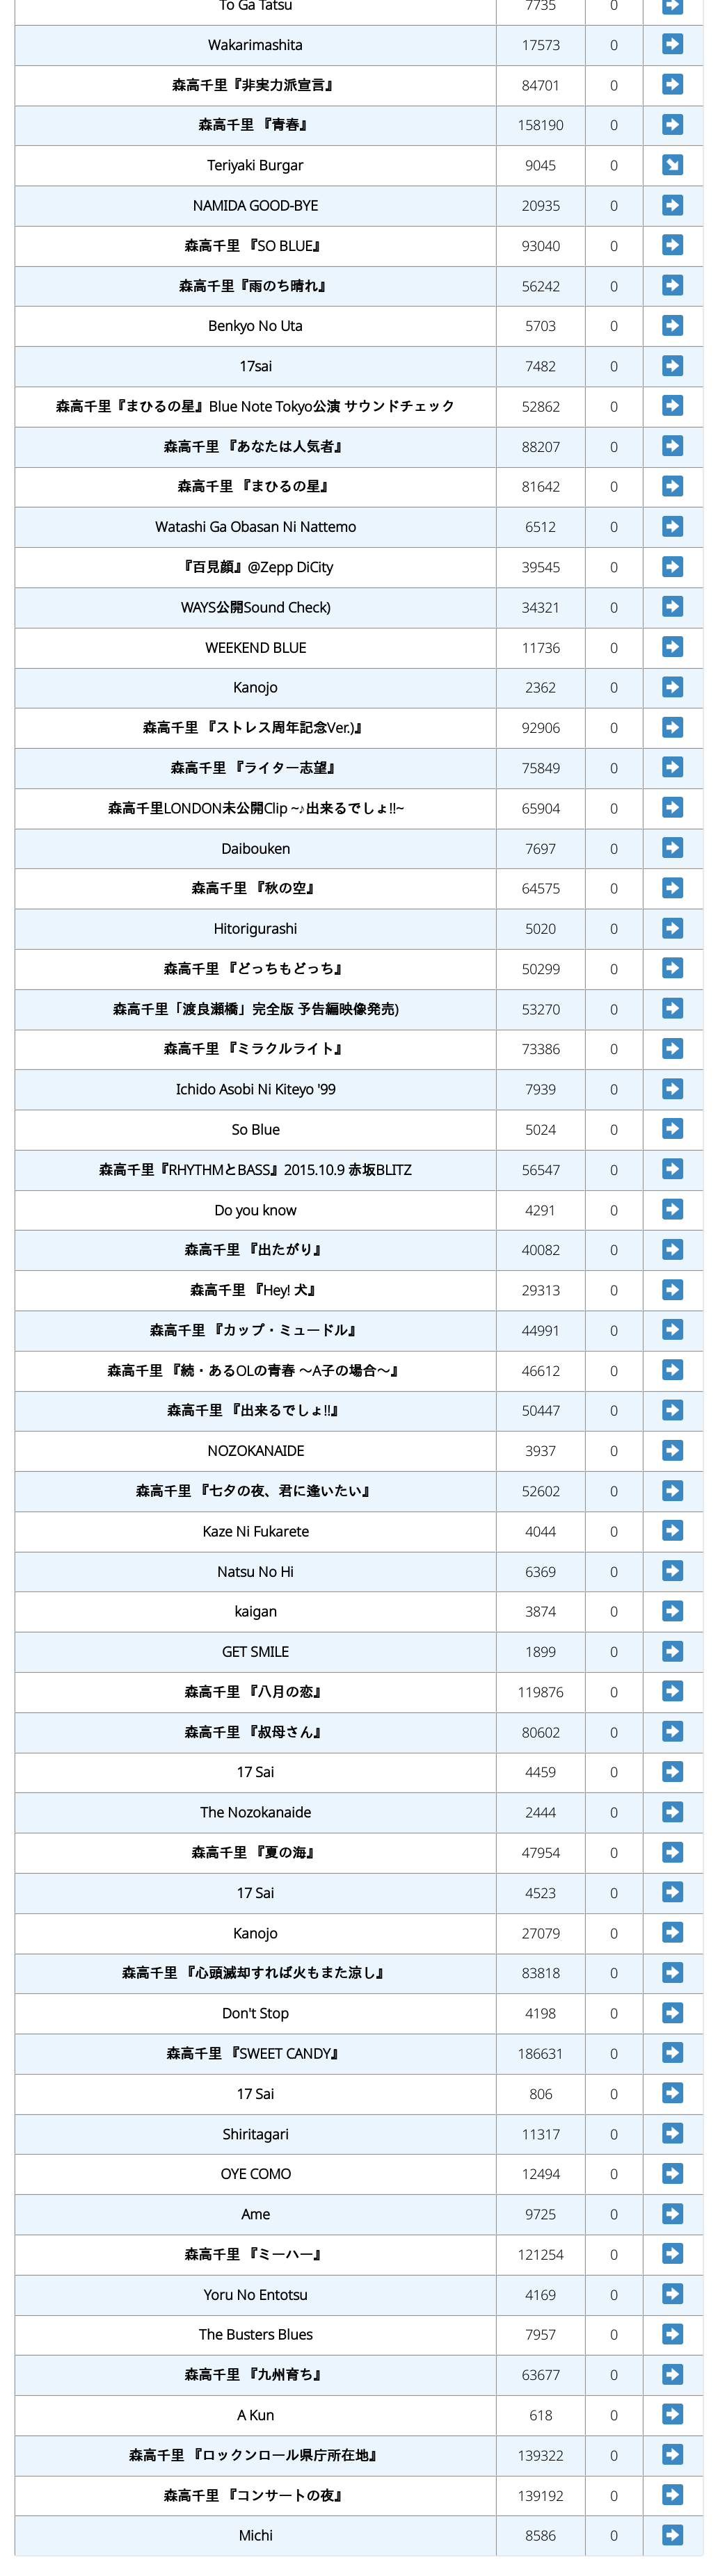 To Ga Tatsu 7735 0
Wakarimashita 17573 0
森高千里『非実力派宣言』 84701 0
森高千里 『青春』 158190 0
Teriyaki Burgar 9045 0
NAMIDA GOOD-BYE 20935 0
森高千里 『SO BLUE』 93040 0
森高千里『雨のち晴れ』 56242 0
Benkyo No Uta 5703 0
17sai 7482 0
森高千里『まひるの星』Blue Note Tokyo公演 サウンドチェック 52862 0
森高千里 『あなたは人気者』 88207 0
森高千里 『まひるの星』 81642 0
Watashi Ga Obasan Ni Nattemo 6512 0
『百見顔』@Zepp DiCity 39545 0
WAYS公開Sound Check) 34321 0
WEEKEND BLUE 11736 0
Kanojo 2362 0
森高千里 『ストレス周年記念Ver.)』 92906 0
森高千里 『ライター志望』 75849 0
森高千里LONDON未公開Clip ~♪出来るでしょ!!~ 65904 0
Daibouken 7697 0
森高千里 『秋の空』 64575 0
Hitorigurashi 5020 0
森高千里 『どっちもどっち』 50299 0
森高千里「渡良瀬橋」完全版 予告編映像発売) 53270 0
森高千里 『ミラクルライト』 73386 0
Ichido Asobi Ni Kiteyo '99 7939 0
So Blue 5024 0
森高千里『RHYTHMとBASS』2015.10.9 赤坂BLITZ 56547 0
Do you know 4291 0
森高千里 『出たがり』 40082 0
森高千里 『Hey! 犬』 29313 0
森高千里 『カップ・ミュードル』 44991 0
森高千里 『続・あるOLの青春 〜A子の場合〜』 46612 0
森高千里 『出来るでしょ!!』 50447 0
NOZOKANAIDE 3937 0
森高千里 『七夕の夜、君に逢いたい』 52602 0
Kaze Ni Fukarete 4044 0
Natsu No Hi 6369 0
kaigan 3874 0
GET SMILE 1899 0
森高千里 『八月の恋』 119876 0
森高千里 『叔母さん』 80602 0
17 Sai 4459 0
The Nozokanaide 2444 0
森高千里 『夏の海』 47954 0
17 Sai 4523 0
Kanojo 27079 0
森高千里 『心頭滅却すれば火もまた涼し』 83818 0
Don't Stop 4198 0
森高千里 『SWEET CANDY』 186631 0
17 Sai 806 0
Shiritagari 11317 0
OYE COMO 12494 0
Ame 9725 0
森高千里 『ミーハー』 121254 0
Yoru No Entotsu 4169 0
The Busters Blues 7957 0
森高千里 『九州育ち』 63677 0
A Kun 618 0
森高千里 『ロックンロール県庁所在地』 139322 0
森高千里 『コンサートの夜』 139192 0
Michi 8586 0